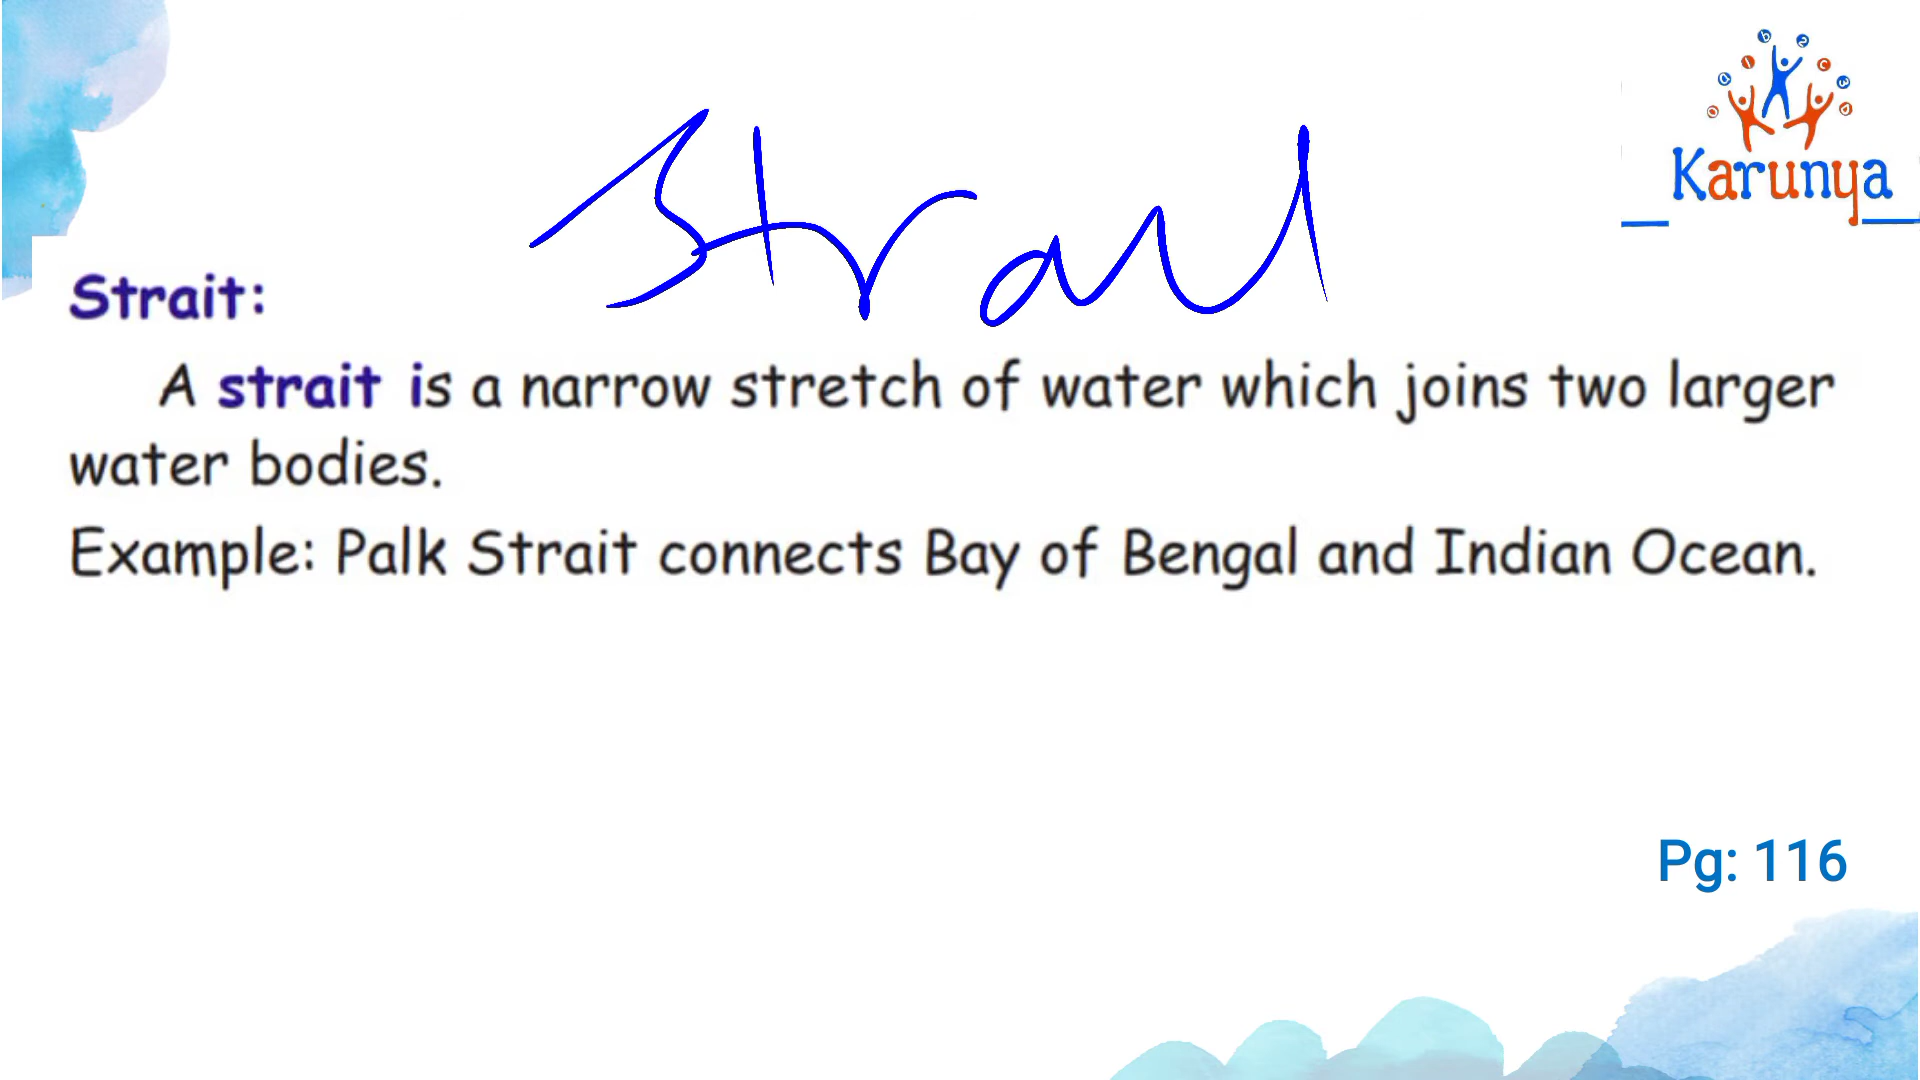 Strait
Karunya
Strait:
A strait is a narrow stretch of water which joins two larger
water bodies.
Example: Palk Strait connects Bay of Bengal and Indian Ocean.
Pg: 116